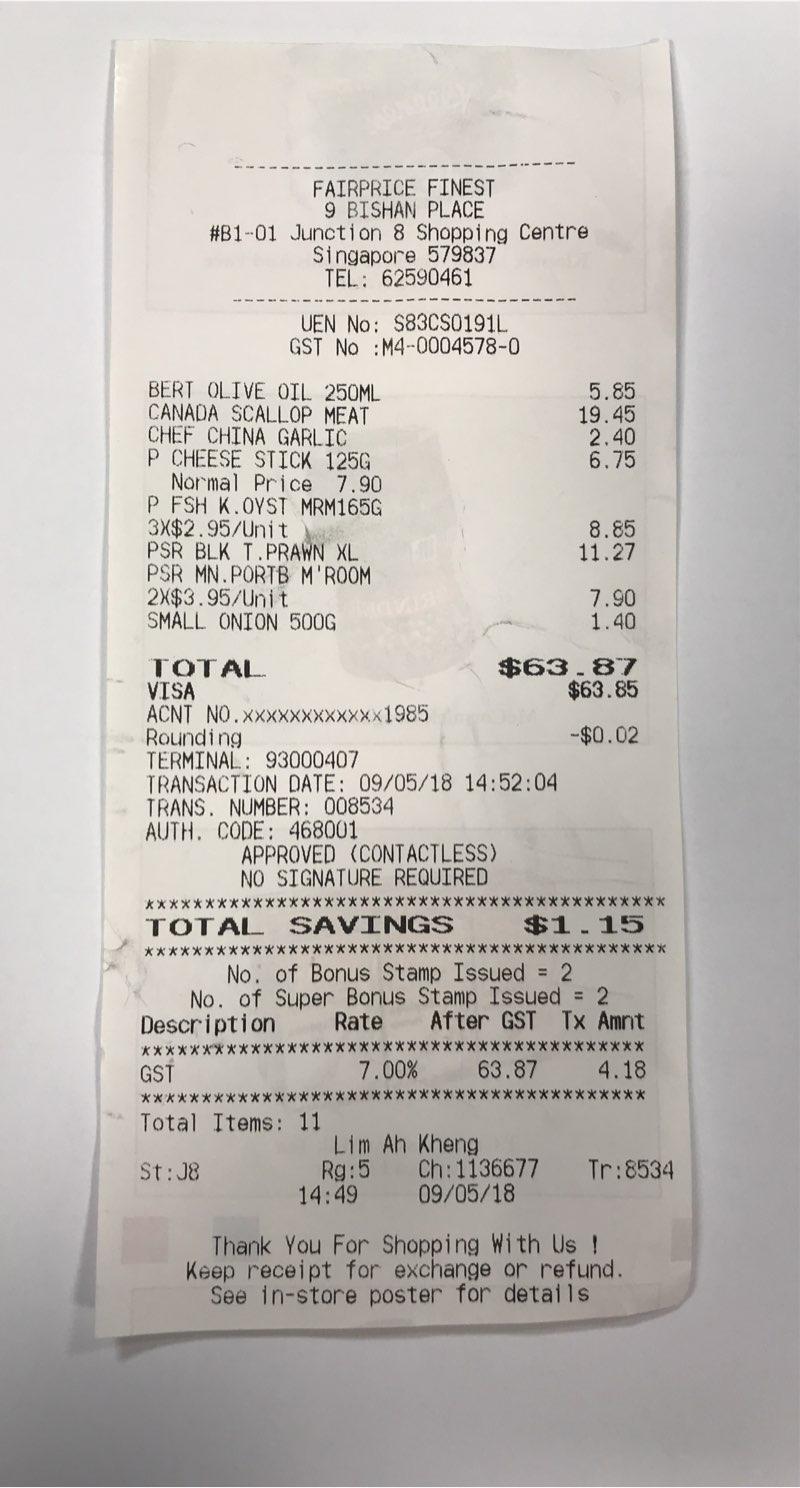 --------------------------------
FAIRPRICE FINEST
9 BISHAN PLACE
#B1-01 Junction 8 Shopping Centre
Singapore 579837
TEL: 62590461
--------------------------------
UEN No: S83CS0191L
GST No :M4-0004578-0
BERT OLIVE OIL 250ML 5.85
CANADA SCALLOP MEAT 19.45
CHEF CHINA GARLIC 2.40
P CHEESE STICK 125G 6.75
Normal Price 7.90
P FSH K.OYST MRM165G
3X$2.95/Unit 8.85
PSR BLK T.PRAWN XL 11.27
PSR MN.PORTB M'ROOM
2X$3.95/Unit 7.90
SMALL ONION 500G 1.40
TOTAL $63.87
VISA $63.85
ACNT NO.xxxxxxxxxxxx1985
Rounding -$0.02
TERMINAL: 93000407
TRANSACTION DATE: 09/05/18 14:52:04
TRANS. NUMBER: 008534
AUTH. CODE: 468001
APPROVED (CONTACTLESS)
NO SIGNATURE REQUIRED
*******************************************
TOTAL SAVINGS $1.15
*******************************************
No. of Bonus Stamp Issued = 2
No. of Super Bonus Stamp Issued = 2
Description Rate After GST Tx Amnt
******************************************
GST 7.00% 63.87 4.18
******************************************
Total Items: 11
Lim Ah Kheng
St:J8 Rg:5 Ch:1136677 Tr:8534
14:49 09/05/18
Thank You For Shopping With Us !
Keep receipt for exchange or refund.
See in-store poster for details